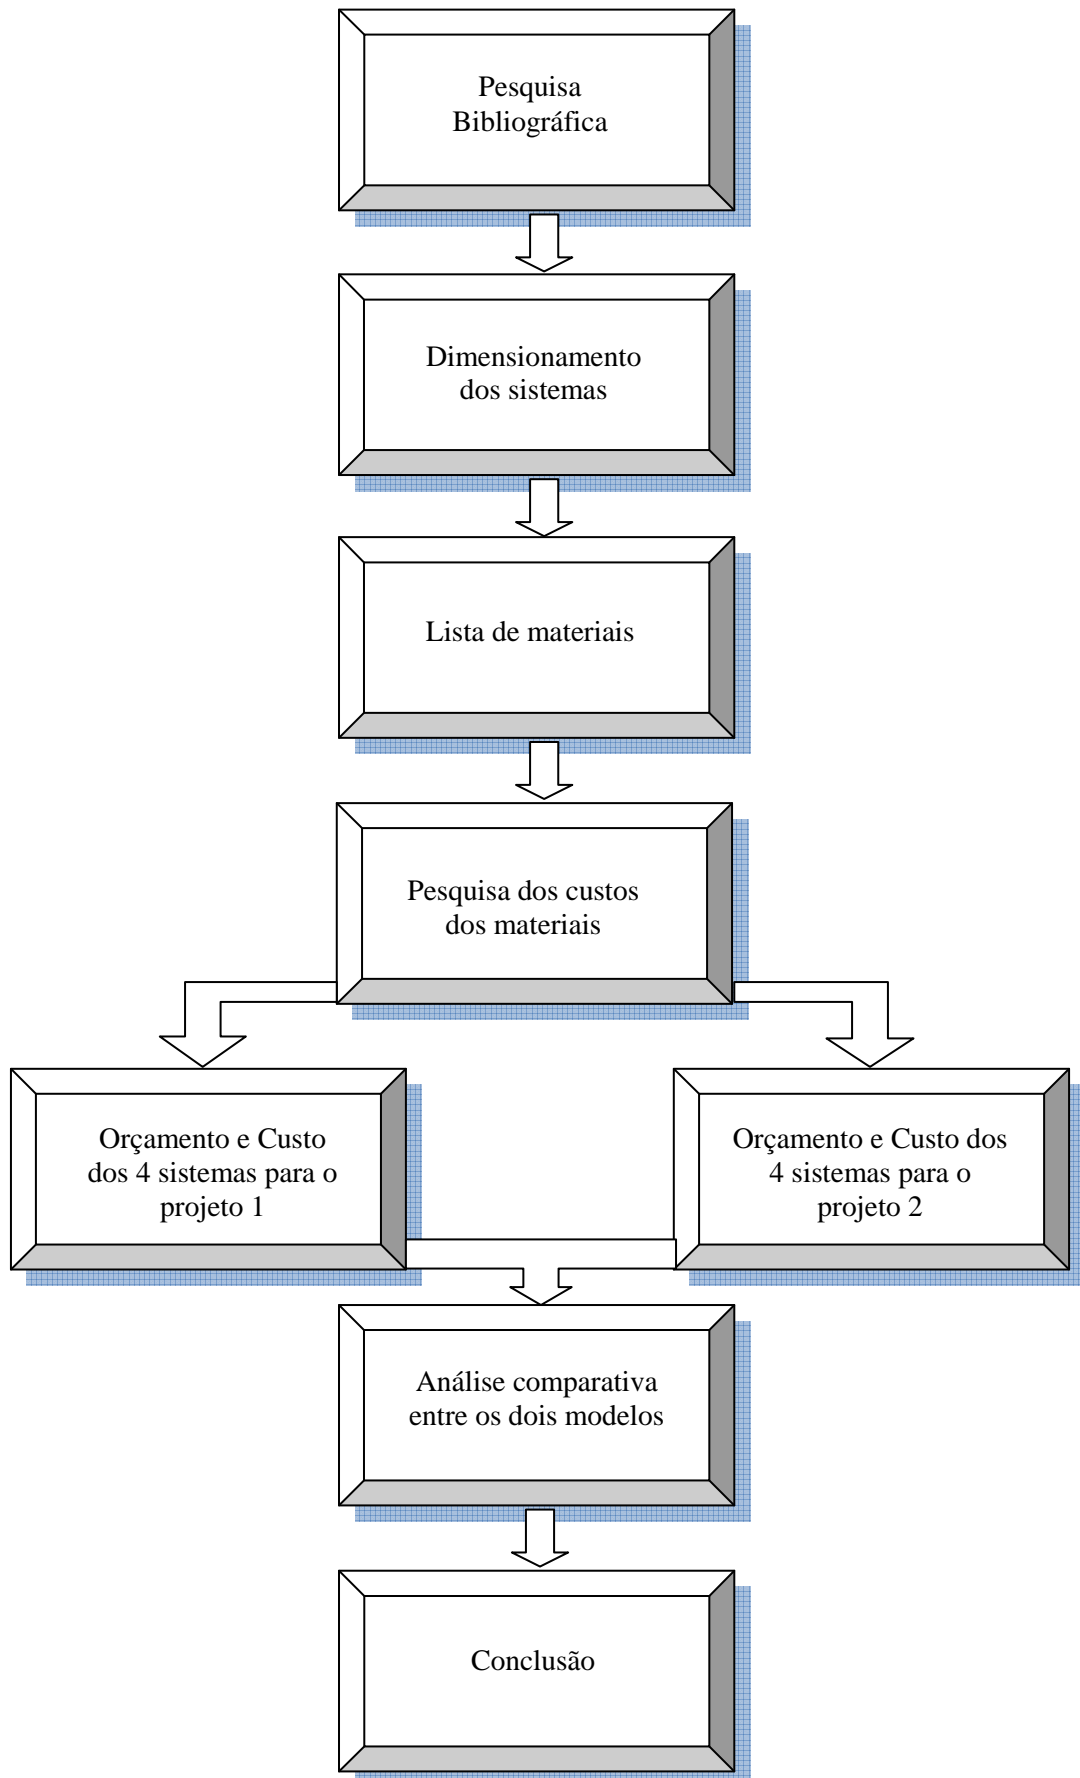 Pesquisa
Bibliográfica
Dimensionamento
dos sistemas
Lista de materiais
Pesquisa dos custos
dos materiais
Orçamento e Custo
dos 4 sistemas para o
projeto 1
Orçamento e Custo dos
4 sistemas para o
projeto 2
Análise comparativa
entre os dois modelos
Conclusão